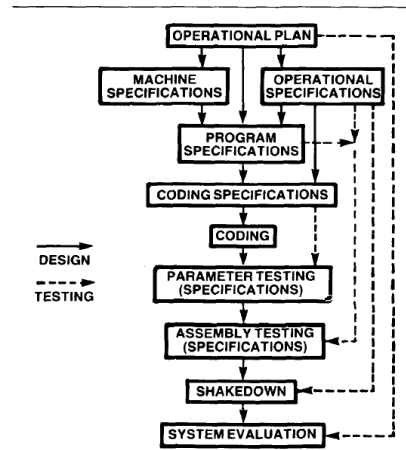 OPERATIONAL PLAN
MACHINE
SPECIFICATIONS
OPERATIONAL
SPECIFICATIONS
PROGRAM
SPECIFICATIONS
CODING SPECIFICATIONS
CODING
DESIGN
TESTING
PARAMETER TESTING
(SPECIFICATIONS)
ASSEMBLY TESTING
(SPECIFICATIONS)
SHAKEDOWN
SYSTEM EVALUATION